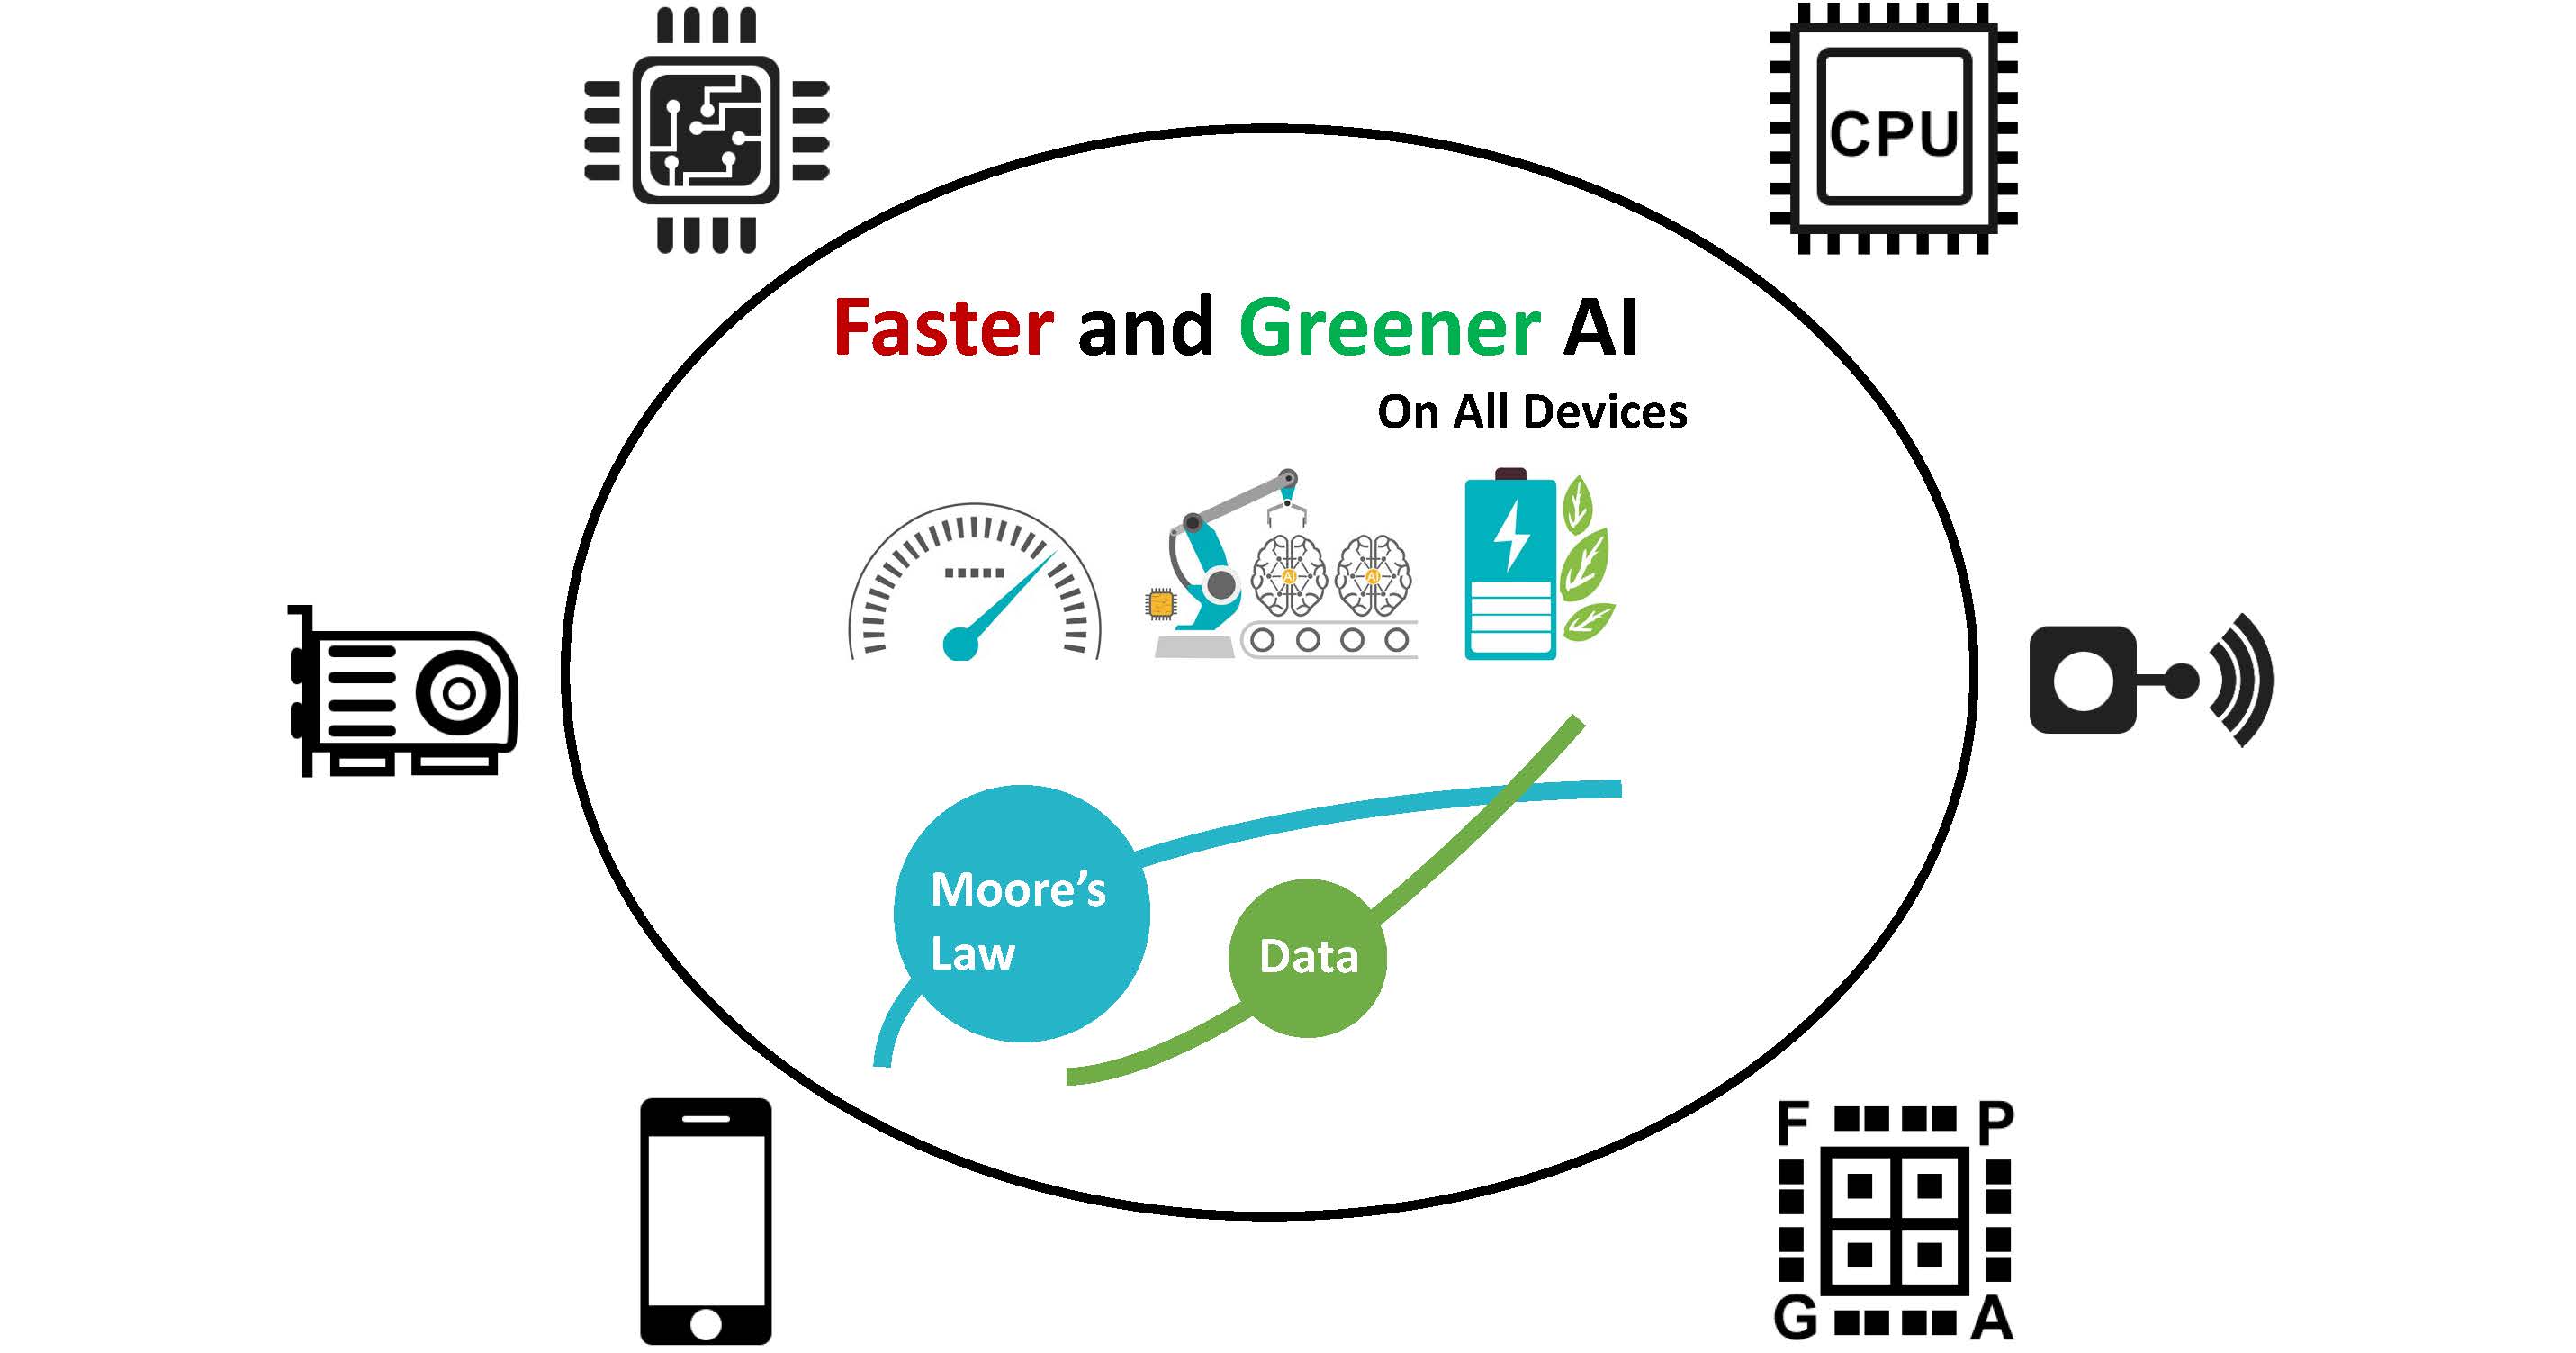 CPU
Faster and Greener AI
On All Devices
AI AI
Moore's
Law
Data
F P
G A